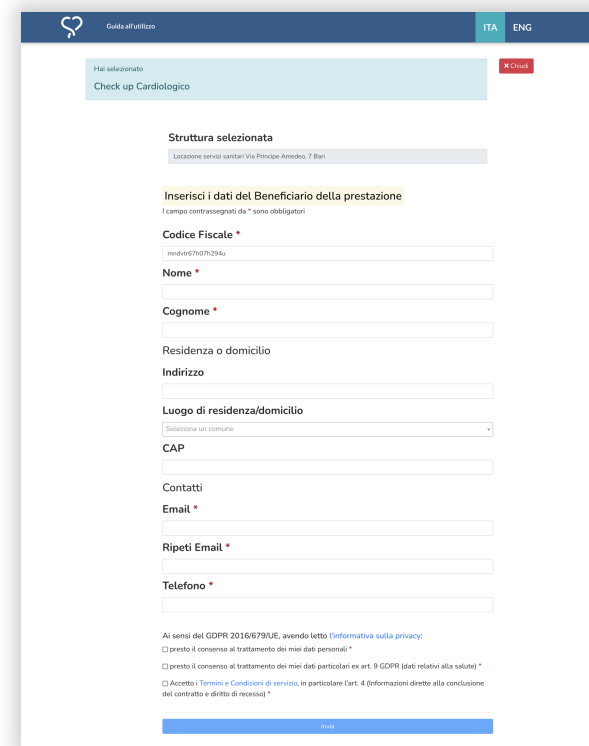 Guida all'utilizzo
ITA ENG
Hai selezionato
Check up Cardiologico
✖ Chiudi
Struttura selezionata
Locazione servizi sanitari Via Principe Amedeo, 7 Bari
Inserisci i dati del Beneficiario della prestazione
I campo contrassegnati da * sono obbligatori
Codice Fiscale *
mndvtr67h07h294u
Nome *
Cognome *
Residenza o domicilio
Indirizzo
Luogo di residenza/domicilio
Seleziona un comune
CAP
Contatti
Email *
Ripeti Email *
Telefono *
Ai sensi del GDPR 2016/679/UE, avendo letto l'informativa sulla privacy:
presto il consenso al trattamento dei miei dati personali *
presto il consenso al trattamento dei miei dati particolari ex art. 9 GDPR (dati relativi alla salute) *
Accetto i Termini e Condizioni di servizio, in particolare l'art. 4 (Informazioni dirette alla conclusione
del contratto e diritto di recesso) *
Invia